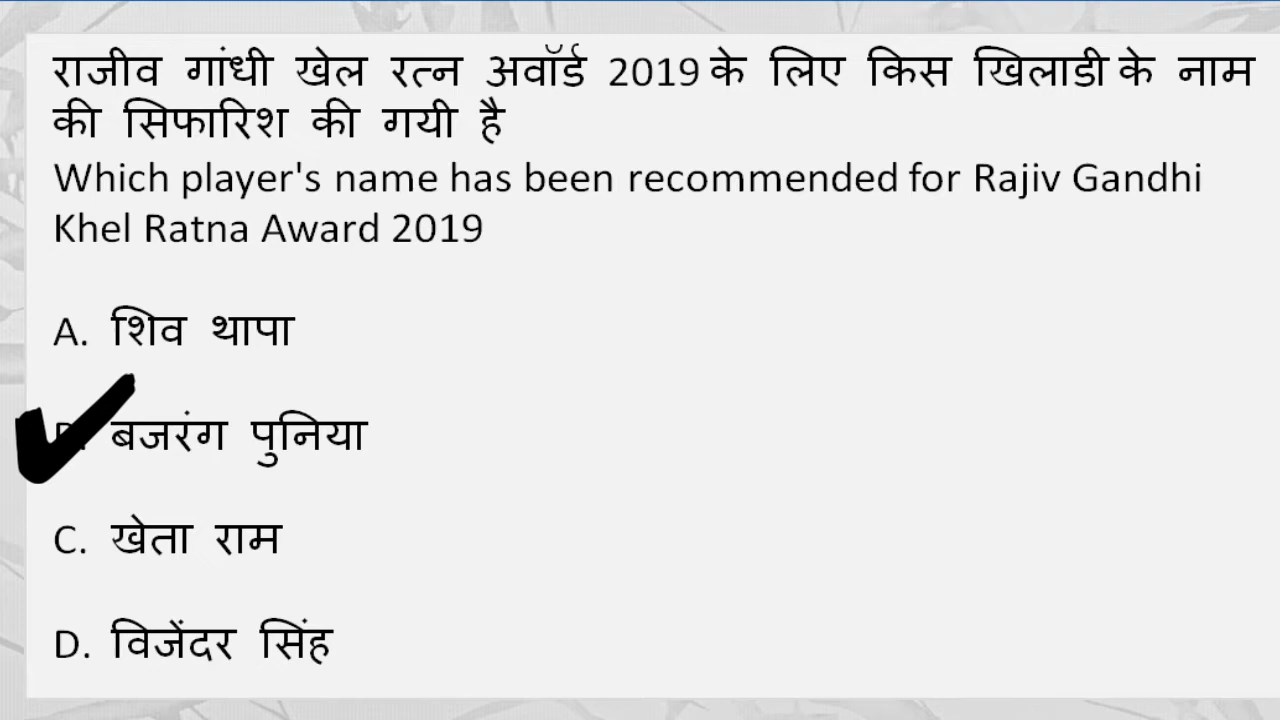 राजीव गांधी खेल रत्न अवॉर्ड 2019 के लिए किस खिलाडी के नाम
की सिफारिश की गयी है
Which player's name has been recommended for Rajiv Gandhi
Khel Ratna Award 2019
A. शिव थापा
B. बजरंग पुनिया
C. खेता राम
D. विजेंदर सिंह